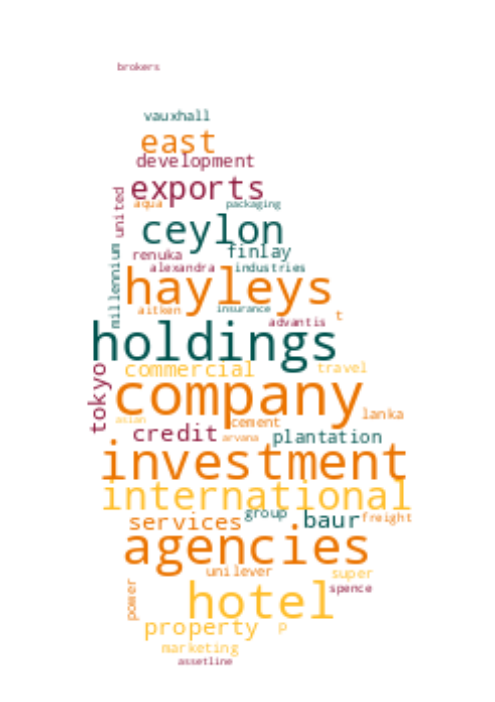 brokers
vauxhall
east
development
exports
united
aqua
packaging
ceylon
finlay
renuka
millennium
alexandra
industries
hayleys
aitken
insurance
t
advantis
holdings
commercial
travel
tokyo
company
lanka
asian
cement
credit
arvana
plantation
investment
international
group
services
baur
freight
agencies
unilever
super
power
spence
hotel
property
p
marketing
assetline